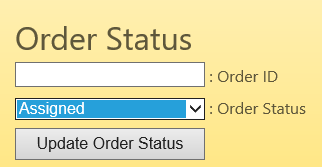 Order Status
: Order ID
Assigned : Order Status
Update Order Status